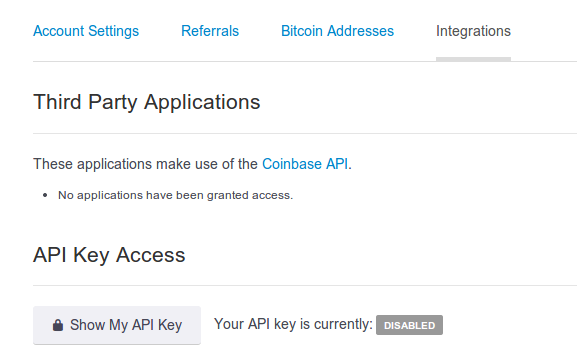 Account Settings Referrals Bitcoin Addresses Integrations
Third Party Applications
These applications make use of the Coinbase API.
• No applications have been granted access.
API Key Access
Show My API Key Your API key is currently: DISABLED